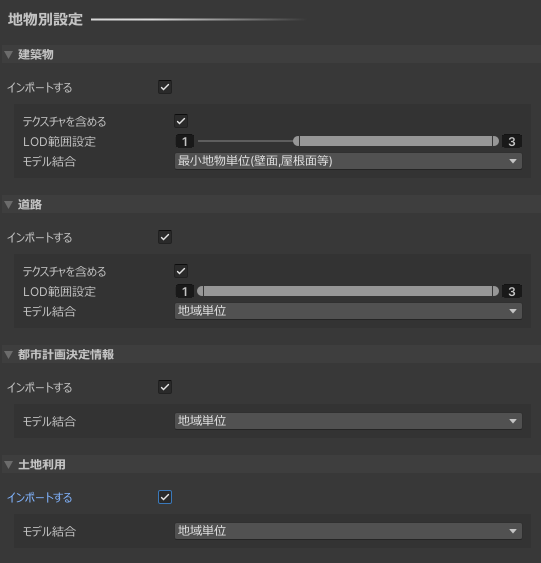 地物別設定
建築物
インポートする
テクスチャを含める
LOD範囲設定 1 3
モデル結合 最小地物単位(壁面,屋根面等)
道路
インポートする
テクスチャを含める
LOD範囲設定 1 3
モデル結合 地域単位
都市計画決定情報
インポートする
モデル結合 地域単位
土地利用
インポートする
モデル結合 地域単位